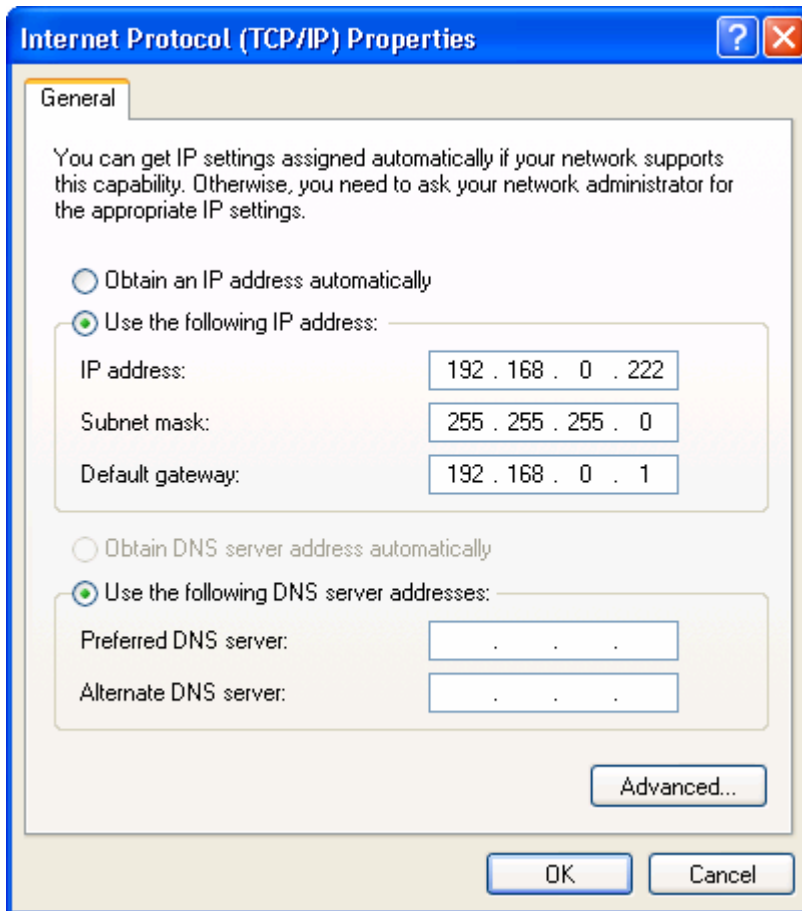 Internet Protocol (TCP/IP) Properties
?
General
You can get IP settings assigned automatically if your network supports
this capability. Otherwise, you need to ask your network administrator for
the appropriate IP settings.
Obtain an IP address automatically
Use the following IP address:
IP address: 192 . 168 . 0 . 222
Subnet mask: 255 . 255 . 255 . 0
Default gateway: 192 . 168 . 0 . 1
Obtain DNS server address automatically
Use the following DNS server addresses:
Preferred DNS server: . . .
Alternate DNS server: . . .
Advanced...
OK Cancel